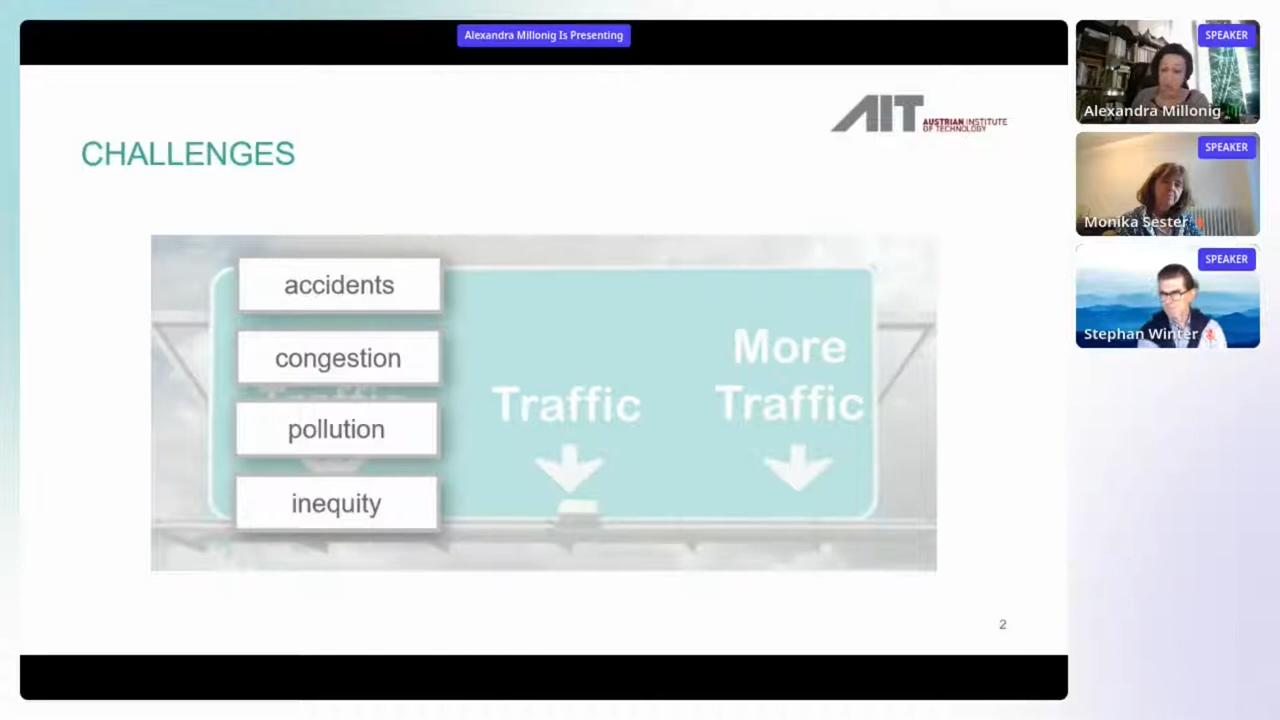 Alexandra Millonig Is Presenting
AIT
AUSTRIAN INSTITUTE
OF TECHNOLOGY
CHALLENGES
accidents
congestion
pollution
inequity
Traffic
More
Traffic
2
SPEAKER
Alexandra Millonig
SPEAKER
Monika Sester
SPEAKER
Stephan Winter